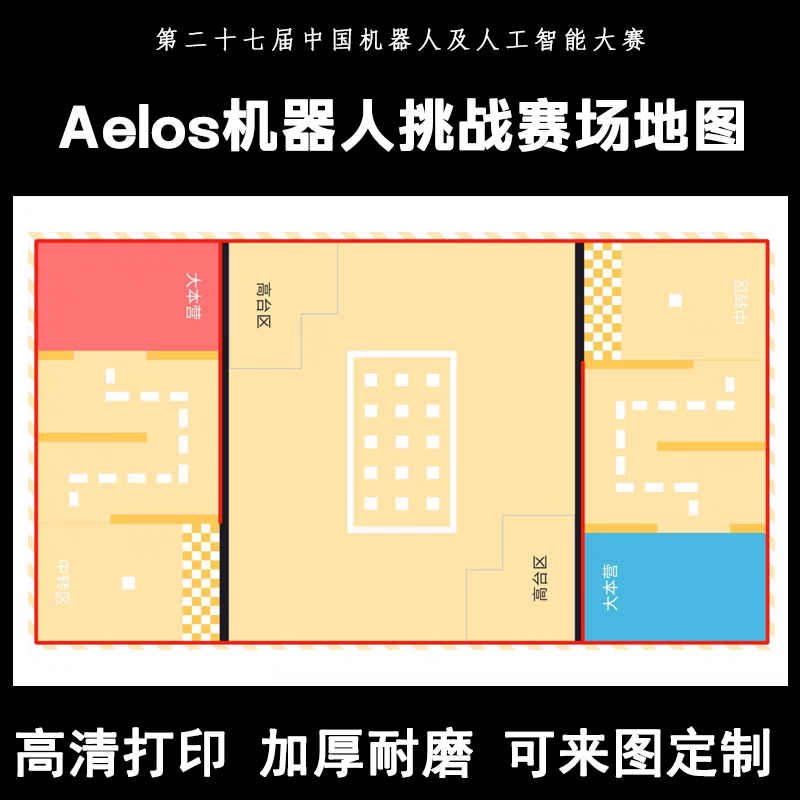 第二十七届中国机器人及人工智能大赛
Aelos机器人挑战赛场地图
大本营
高台区
中转区
中转区
高台区
大本营
高清打印 加厚耐磨 可来图定制